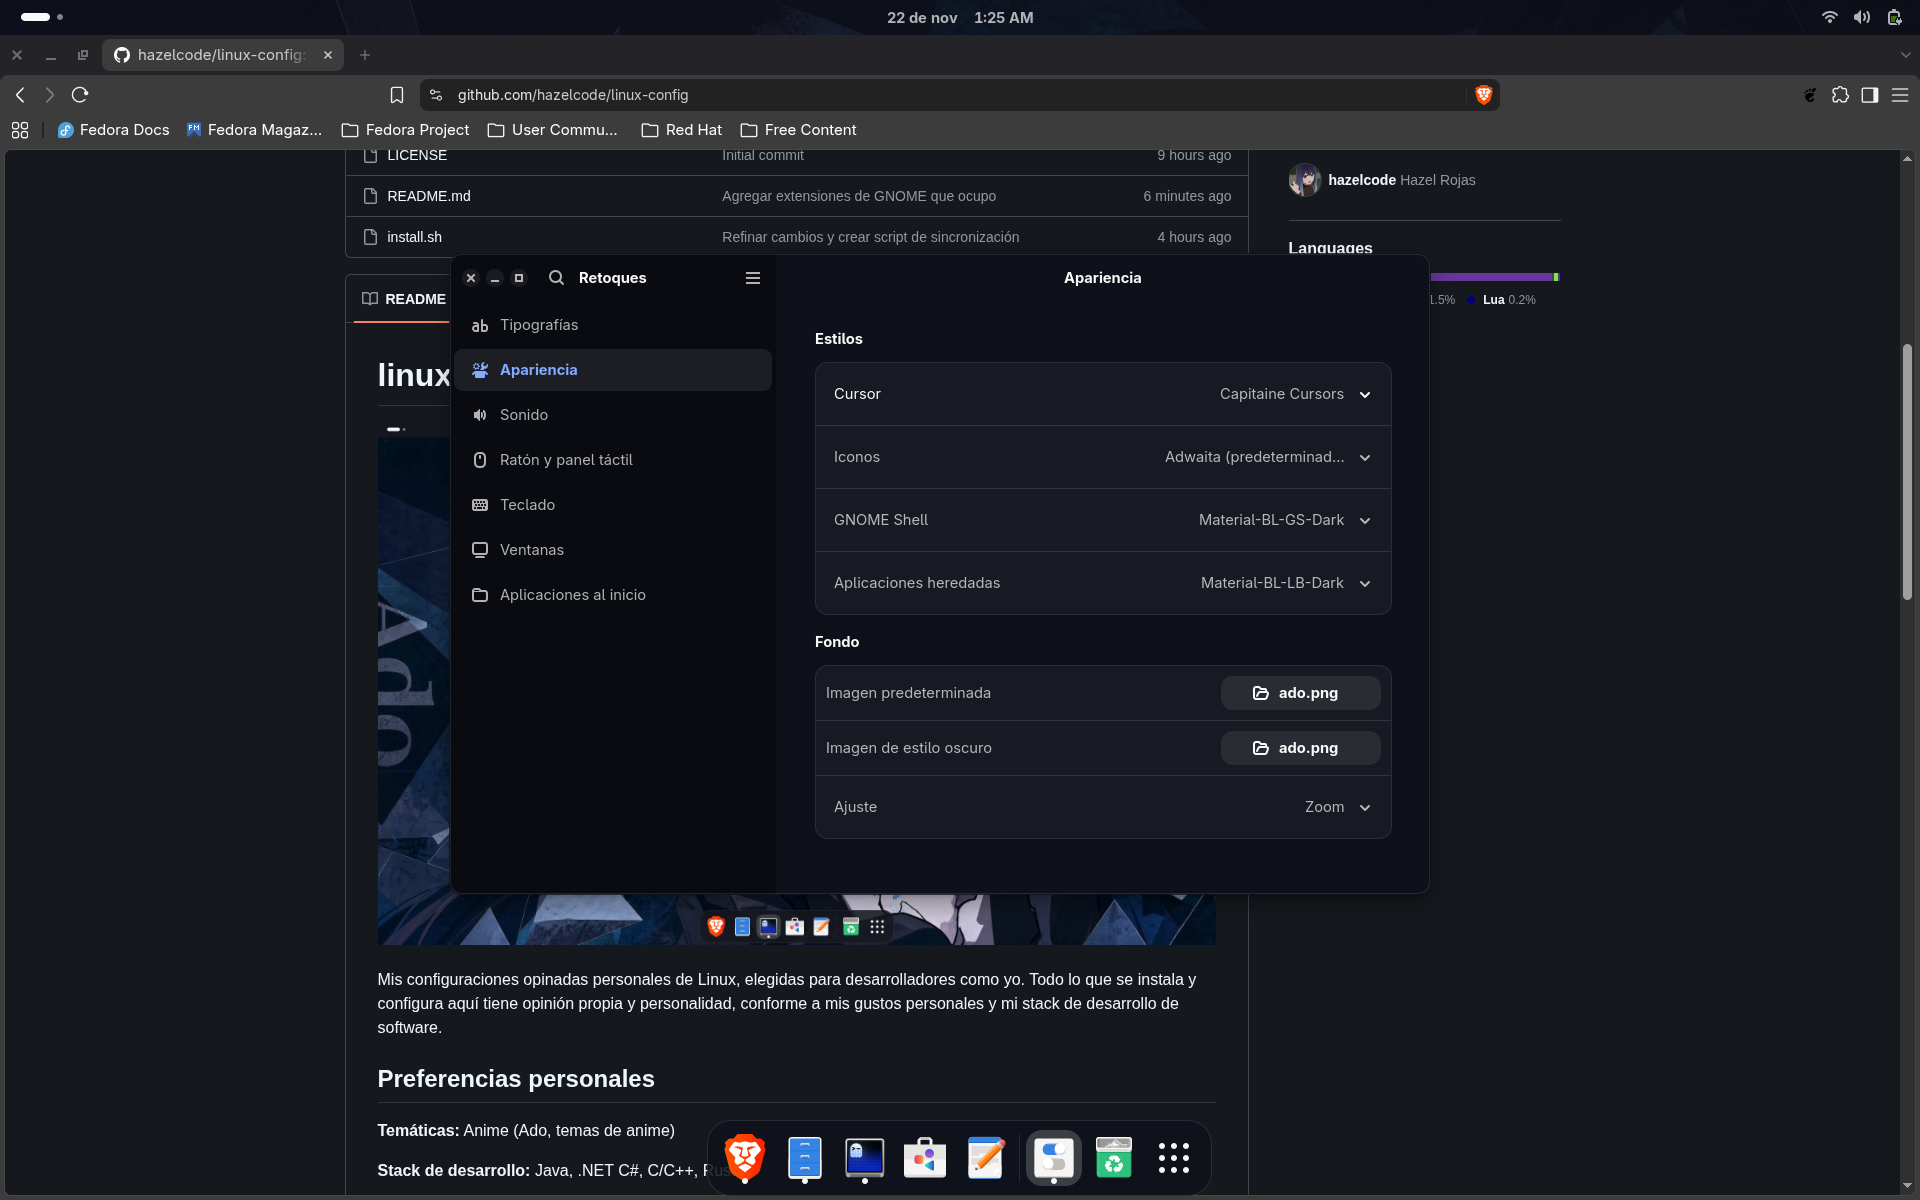 22 de nov 1:25 AM
hazelcode/linux-config:
github.com/hazelcode/linux-config
Fedora Docs
Fedora Magaz...
Fedora Project
User Commu...
Red Hat
Free Content
LICENSE Initial commit 9 hours ago
README.md Agregar extensiones de GNOME que ocupo 6 minutes ago
install.sh Refinar cambios y crear script de sincronización 4 hours ago
hazelcode Hazel Rojas
Languages
1.5% Lua 0.2%
README
linux
Ado
Retoques
Tipografías
Apariencia
Sonido
Ratón y panel táctil
Teclado
Ventanas
Aplicaciones al inicio
Apariencia
Estilos
Cursor Capitaine Cursors
Iconos Adwaita (predeterminad...
GNOME Shell Material-BL-GS-Dark
Aplicaciones heredadas Material-BL-LB-Dark
Fondo
Imagen predeterminada ado.png
Imagen de estilo oscuro ado.png
Ajuste Zoom
Mis configuraciones opinadas personales de Linux, elegidas para desarrolladores como yo. Todo lo que se instala y
configura aquí tiene opinión propia y personalidad, conforme a mis gustos personales y mi stack de desarrollo de
software.
Preferencias personales
Temáticas: Anime (Ado, temas de anime)
Stack de desarrollo: Java, .NET C#, C/C++, Rus